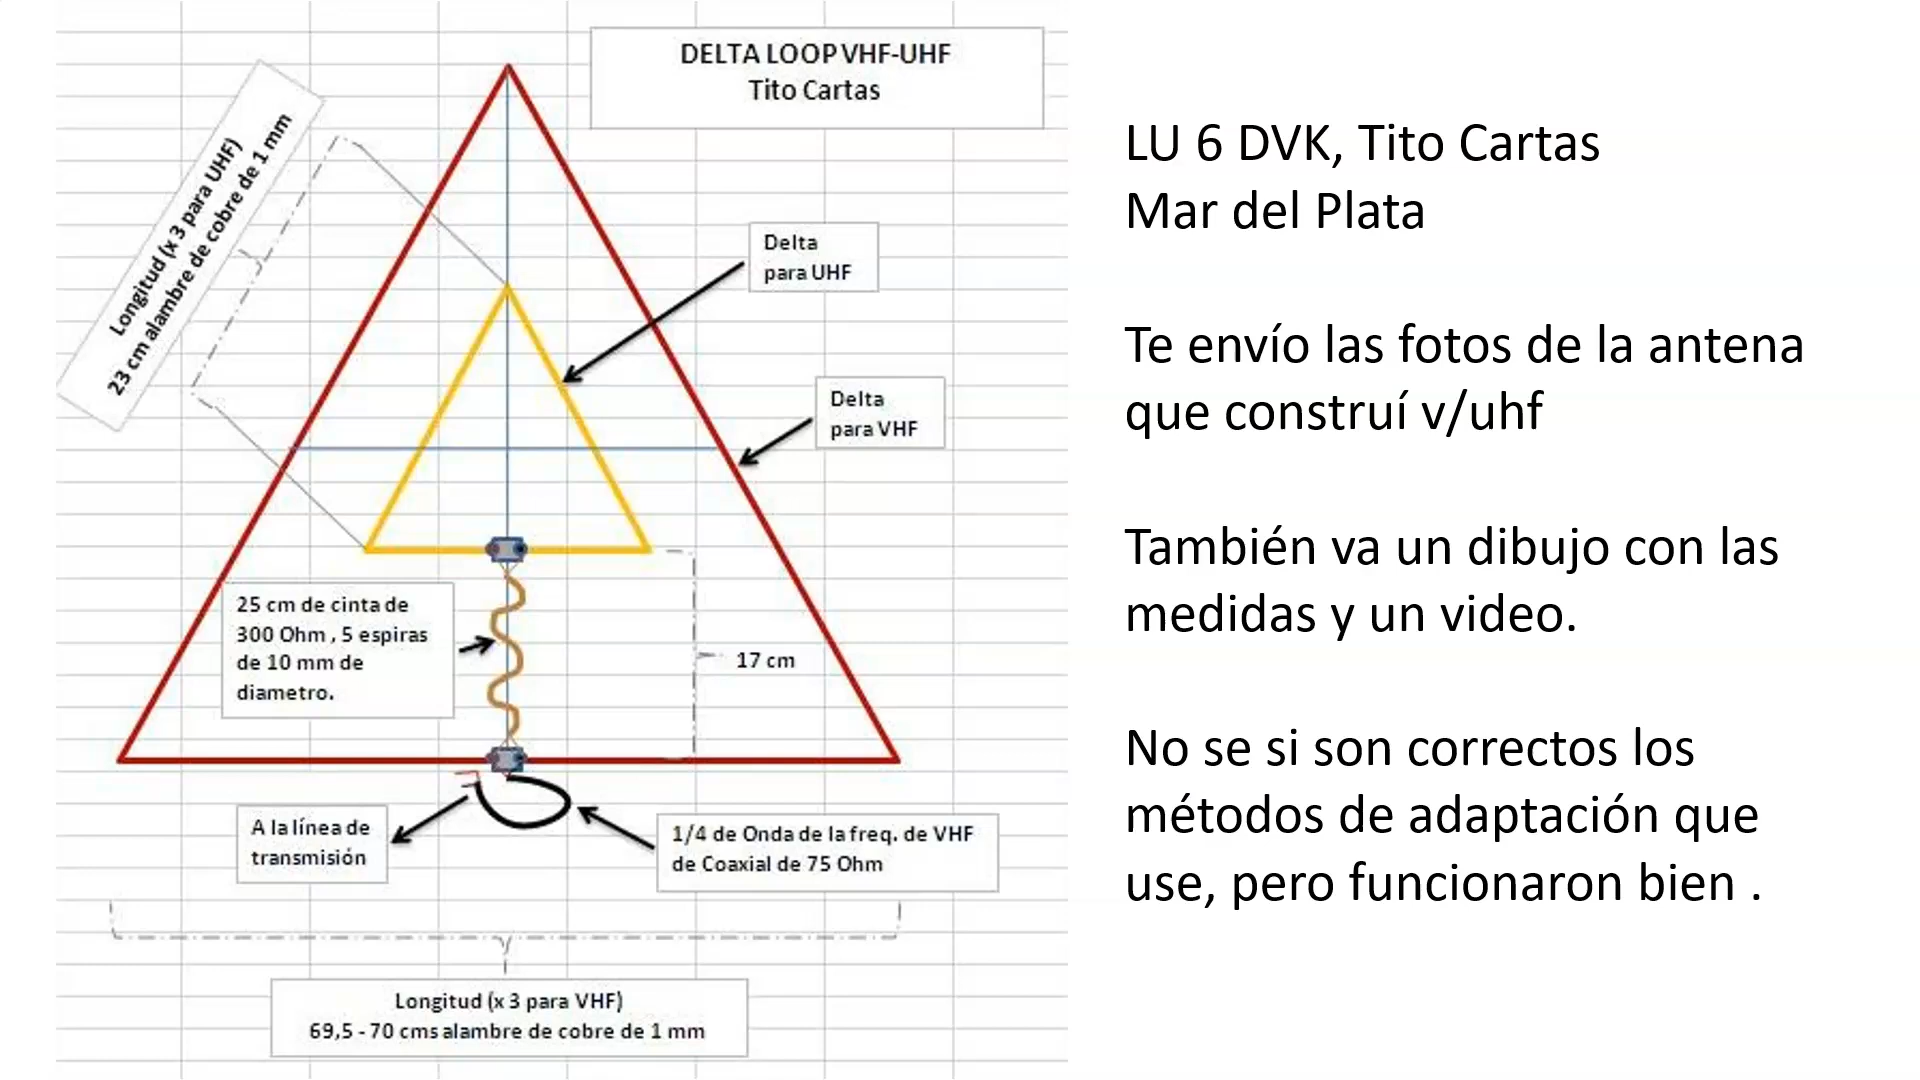 DELTA LOOP VHF-UHF
Tito Cartas
Longitud (x 3 para UHF)
23 cm alambre de cobre de 1 mm
Delta
para UHF
Delta
para VHF
25 cm de cinta de
300 Ohm , 5 espiras
de 10 mm de
diametro.
17 cm
A la línea de
transmisión
1/4 de Onda de la freq. de VHF
de Coaxial de 75 Ohm
Longitud (x 3 para VHF)
69,5 - 70 cms alambre de cobre de 1 mm
LU 6 DVK, Tito Cartas
Mar del Plata
Te envío las fotos de la antena
que construí v/uhf
También va un dibujo con las
medidas y un video.
No se si son correctos los
métodos de adaptación que
use, pero funcionaron bien .